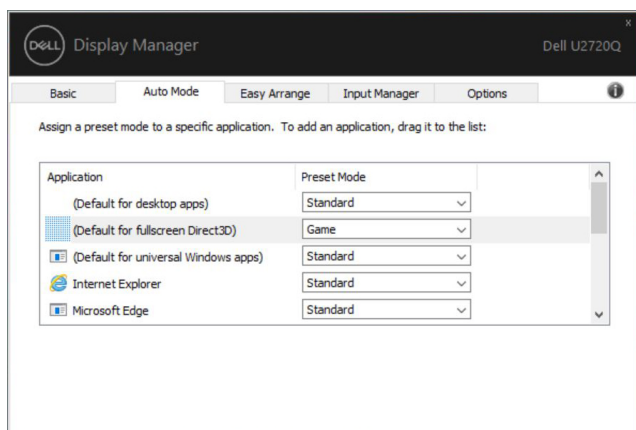 x
DELL Display Manager Dell U2720Q
Basic Auto Mode Easy Arrange Input Manager Options i
Assign a preset mode to a specific application. To add an application, drag it to the list:
Application Preset Mode
(Default for desktop apps) Standard
(Default for fullscreen Direct3D) Game
(Default for universal Windows apps) Standard
Internet Explorer Standard
Microsoft Edge Standard